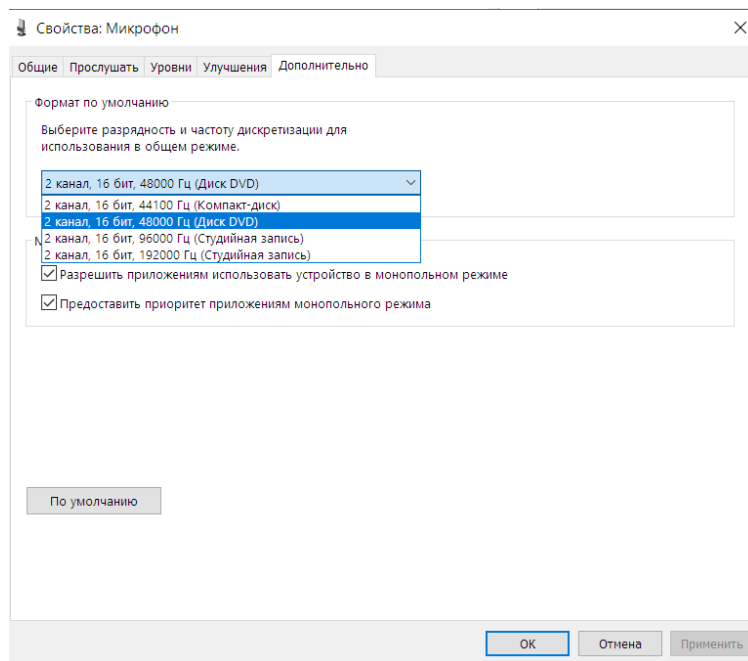 Свойства: Микрофон
Общие Прослушать Уровни Улучшения Дополнительно
Формат по умолчанию
Выберите разрядность и частоту дискретизации для
использования в общем режиме.
2 канал, 16 бит, 48000 Гц (Диск DVD)
2 канал, 16 бит, 44100 Гц (Компакт-диск)
2 канал, 16 бит, 48000 Гц (Диск DVD)
2 канал, 16 бит, 96000 Гц (Студийная запись)
2 канал, 16 бит, 192000 Гц (Студийная запись)
Разрешить приложениям использовать устройство в монопольном режиме
Предоставить приоритет приложениям монопольного режима
По умолчанию
ОК Отмена Применить